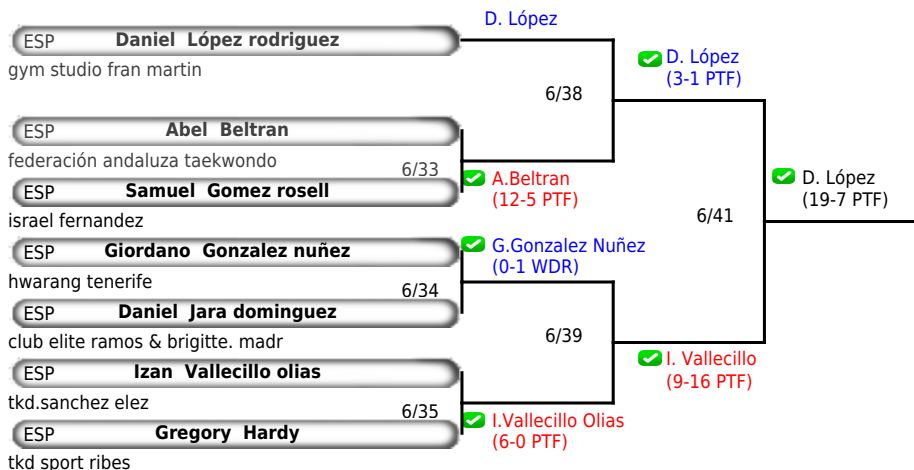 D. López
ESP Daniel López rodriguez
gym studio fran martin
D. López
(3-1 PTF)
6/38
ESP Abel Beltran
federación andaluza taekwondo
6/33
A.Beltran
(12-5 PTF)
ESP Samuel Gomez rosell
israel fernandez
D. López
(19-7 PTF)
6/41
ESP Giordano Gonzalez nuñez
hwarang tenerife
G.Gonzalez Nuñez
(0-1 WDR)
6/34
ESP Daniel Jara dominguez
club elite ramos & brigitte. madr
6/39
I. Vallecillo
(9-16 PTF)
ESP Izan Vallecillo olias
tkd.sanchez elez
6/35
I.Vallecillo Olias
(6-0 PTF)
ESP Gregory Hardy
tkd sport ribes